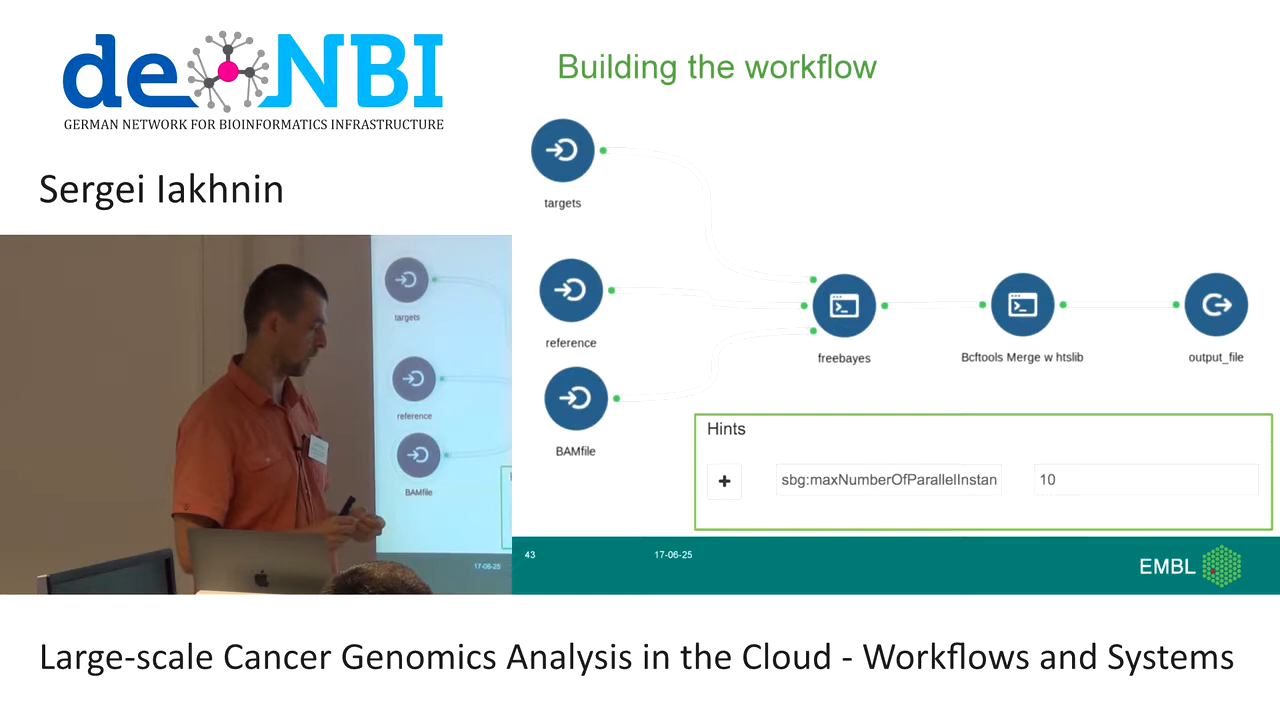 de NBI
GERMAN NETWORK FOR BIOINFORMATICS INFRASTRUCTURE
Sergei Iakhnin
targets
reference
BAMfile
17-06-25
Building the workflow
targets
reference
BAMfile
freebayes
Bcftools Merge w htslib
output_file
Hints
+
sbg:maxNumberOfParallelInstan
10
43
17-06-25
EMBL
Large-scale Cancer Genomics Analysis in the Cloud - Workflows and Systems